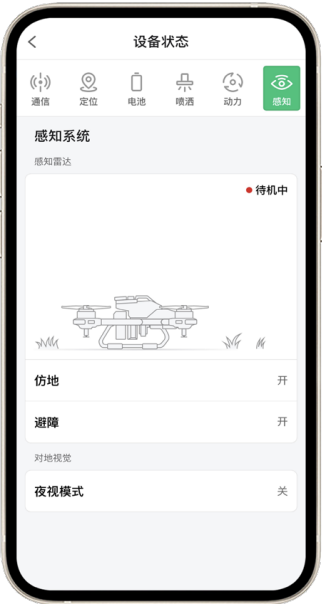 设备状态
通信 定位 电池 喷洒 动力 感知
感知系统
感知雷达
待机中
仿地 开
避障 开
对地视觉
夜视模式 关